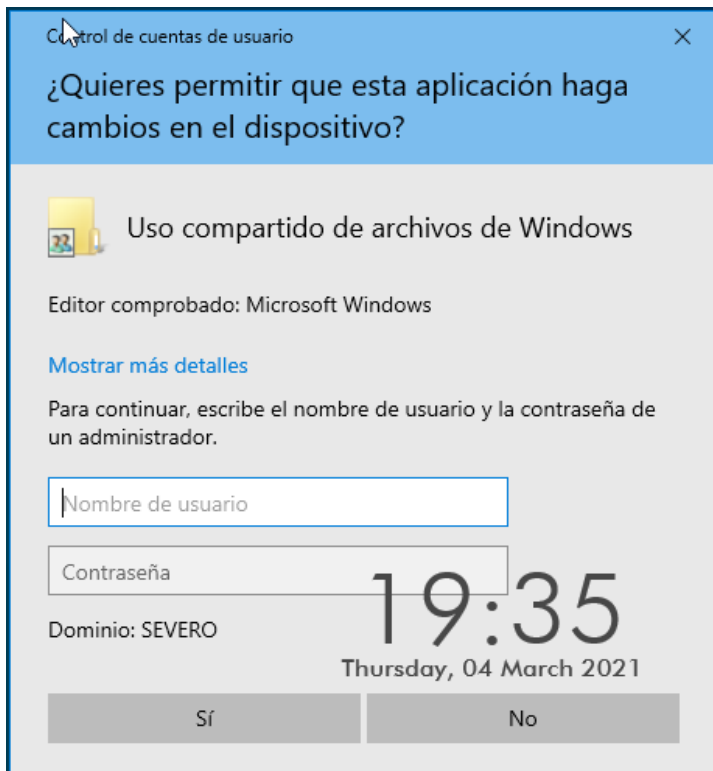 Control de cuentas de usuario
¿Quieres permitir que esta aplicación haga
cambios en el dispositivo?
Uso compartido de archivos de Windows
Editor comprobado: Microsoft Windows
Mostrar más detalles
Para continuar, escribe el nombre de usuario y la contraseña de
un administrador.
Nombre de usuario
Contraseña
19:35
Dominio: SEVERO
Thursday, 04 March 2021
Sí
No